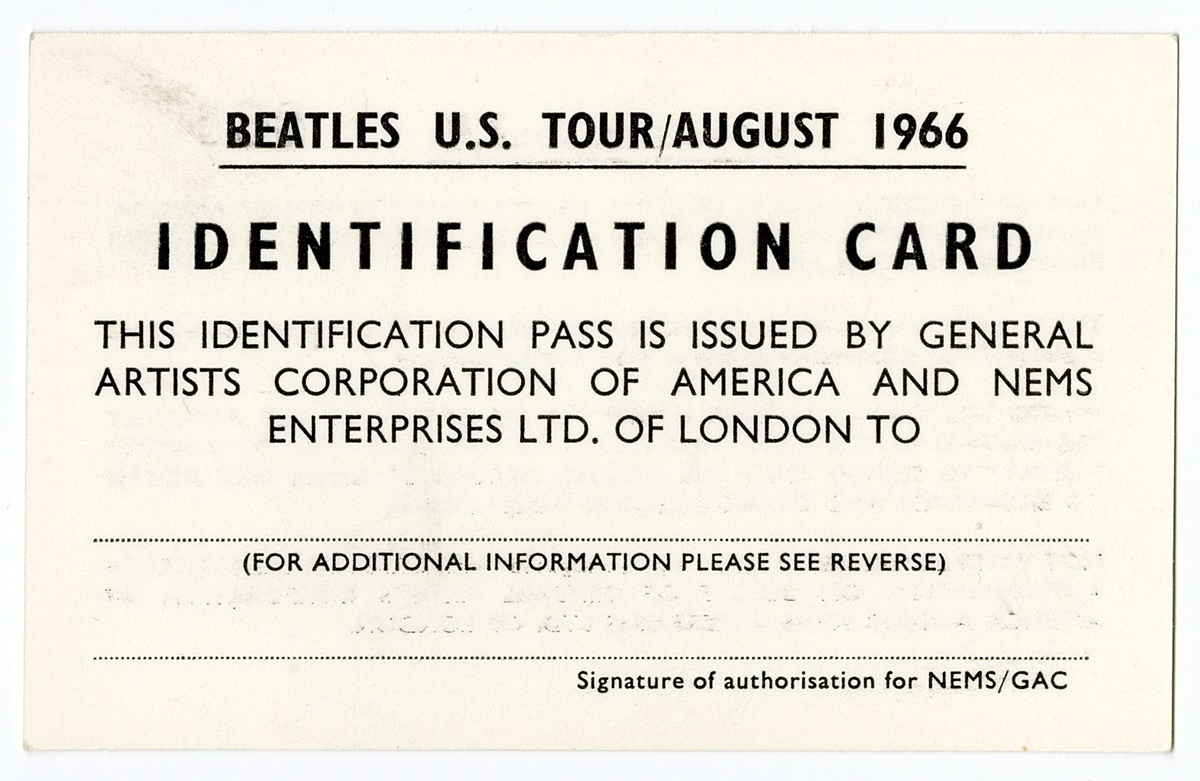 BEATLES U.S. TOUR/AUGUST 1966
IDENTIFICATION CARD
THIS IDENTIFICATION PASS IS ISSUED BY GENERAL
ARTISTS CORPORATION OF AMERICA AND NEMS
ENTERPRISES LTD. OF LONDON TO
(FOR ADDITIONAL INFORMATION PLEASE SEE REVERSE)
Signature of authorisation for NEMS/GAC